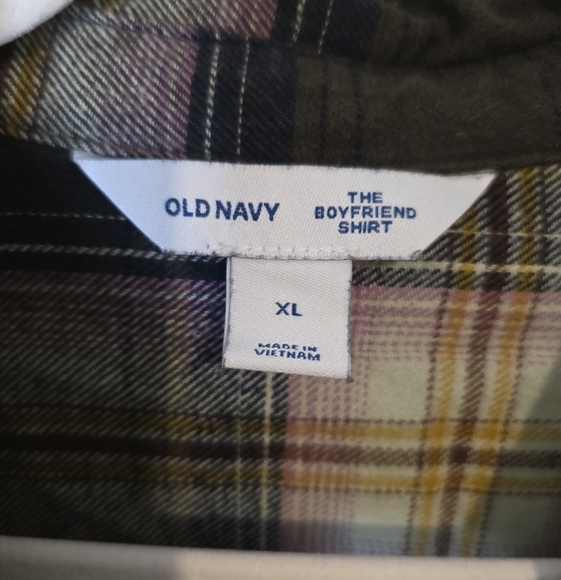 OLD NAVY
THE
BOYFRIEND
SHIRT
XL
MADE IN
VIETNAM